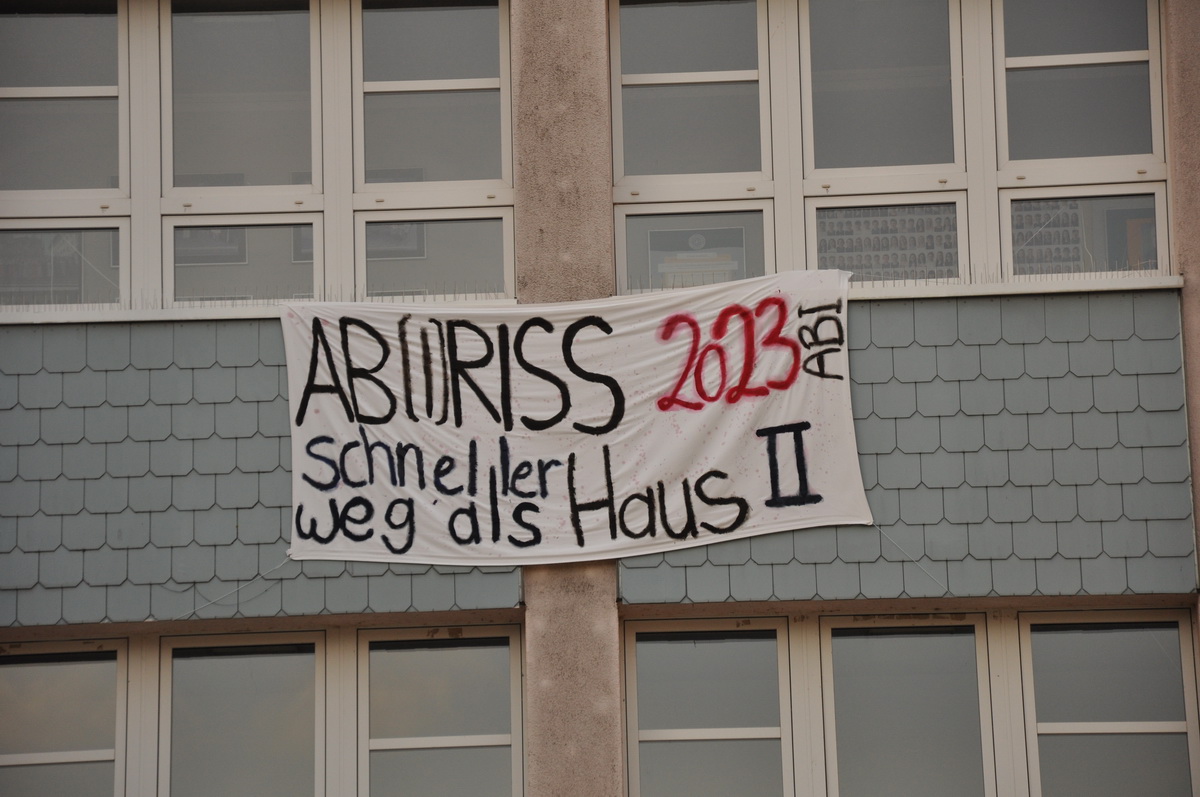 AB(I)RISS 2023 ABI
schneller
weg als Haus II